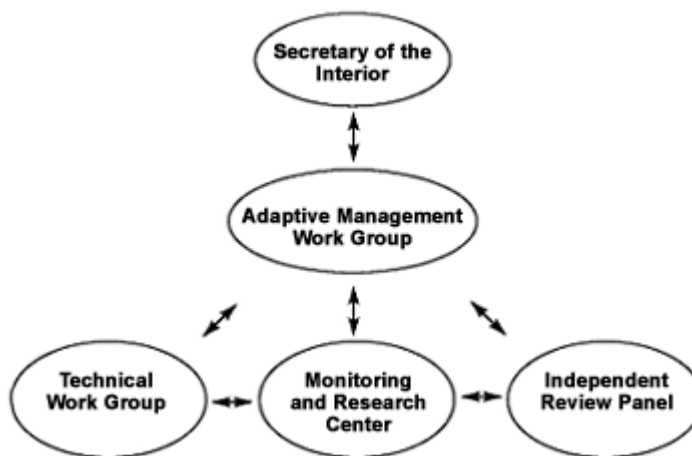 Secretary of the
Interior
Adaptive Management
Work Group
Technical
Work Group
Monitoring
and Research
Center
Independent
Review Panel